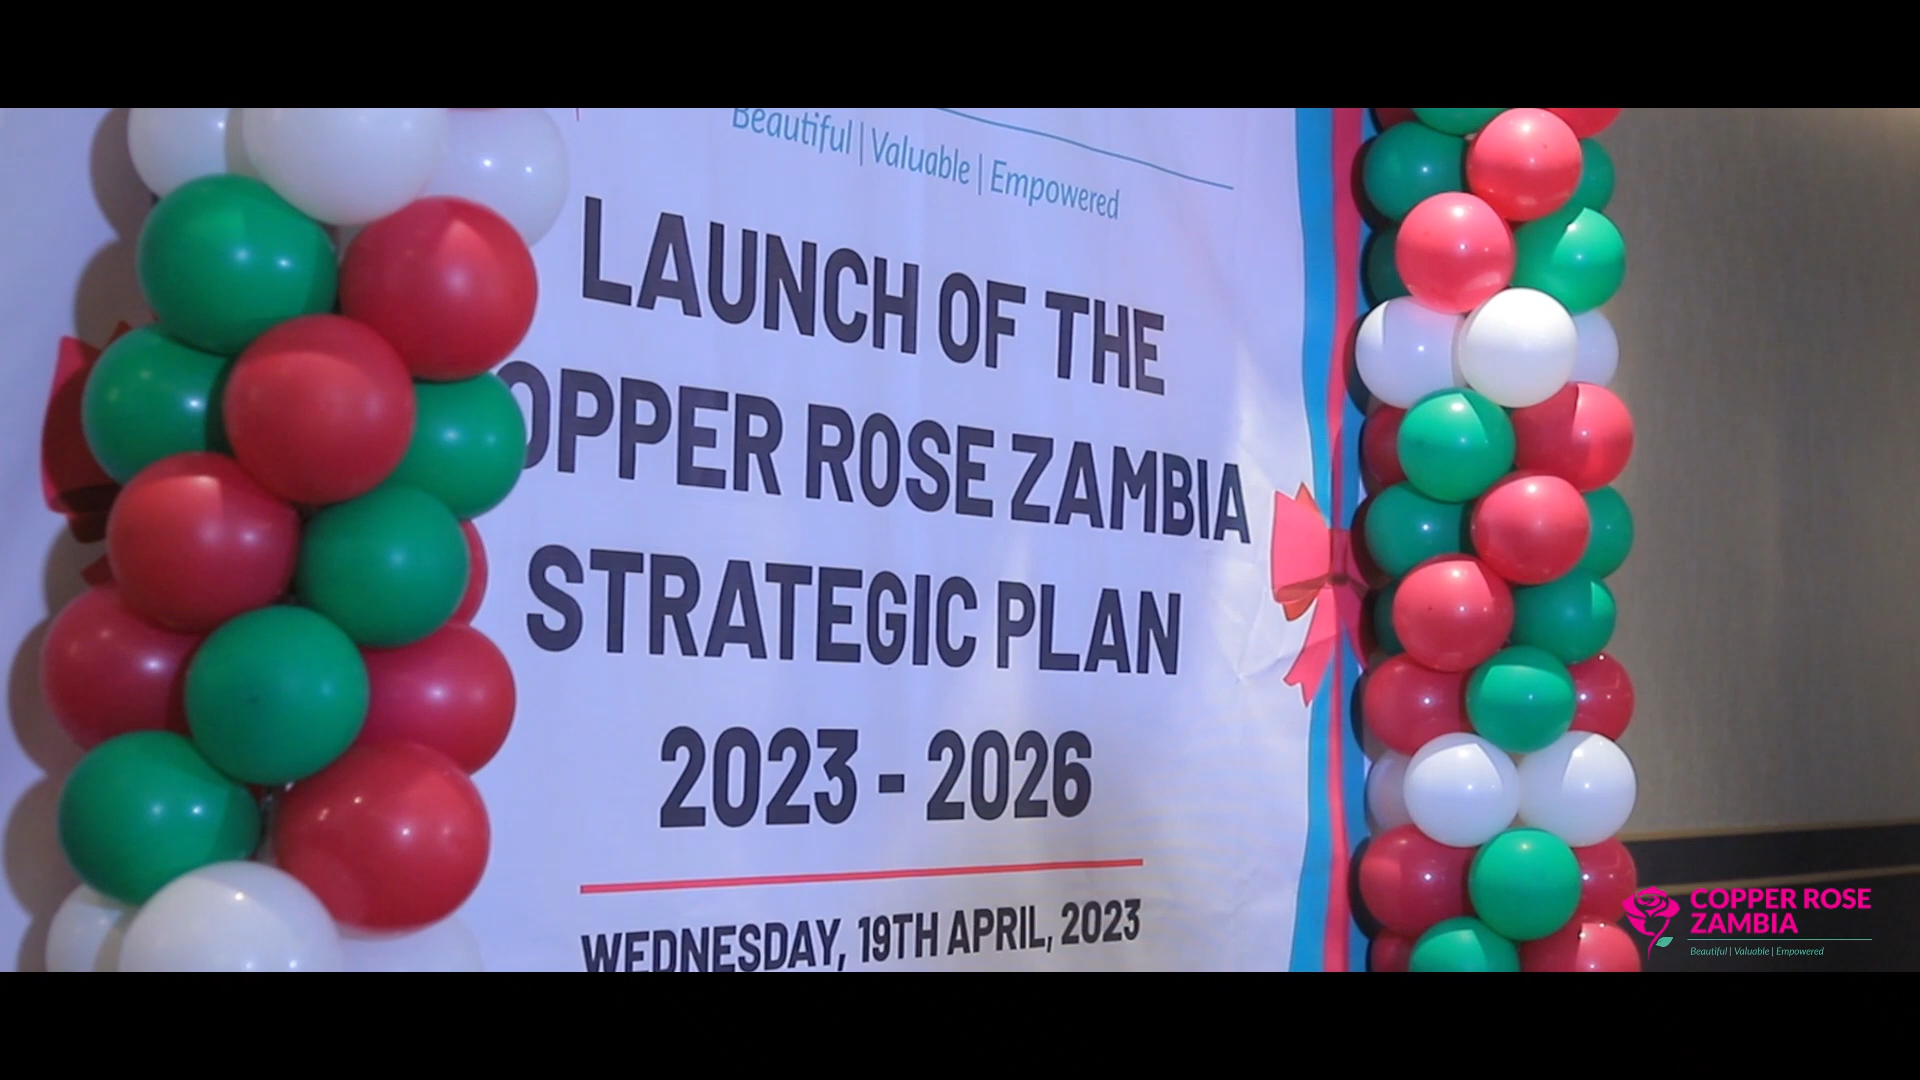 Beautiful | Valuable | Empowered
LAUNCH OF THE
OPPER ROSE ZAMBIA
STRATEGIC PLAN
2023 - 2026
WEDNESDAY, 19TH APRIL, 2023
COPPER ROSE
ZAMBIA
Beautiful | Valuable | Empowered